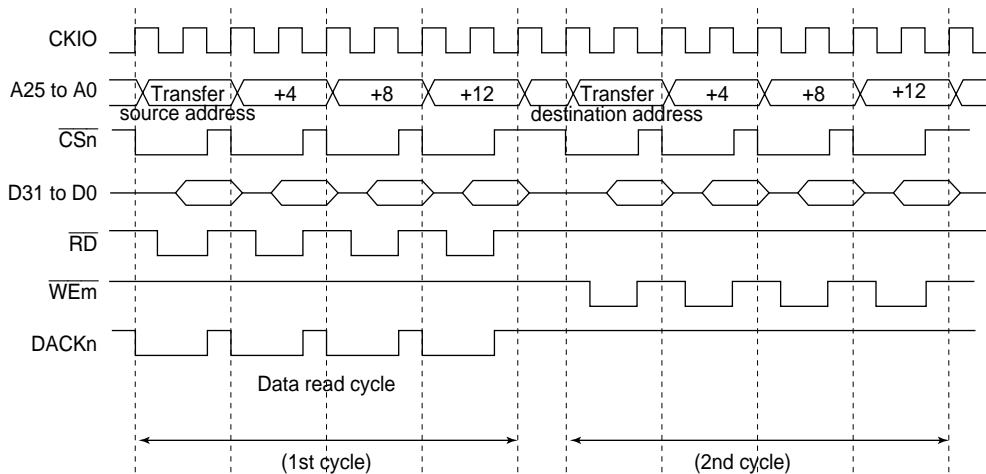 CKIO
A25 to A0
Transfer +4 +8 +12 Transfer +4 +8 +12
source address destination address
CSn
D31 to D0
RD
WEm
DACKn
Data read cycle
(1st cycle) (2nd cycle)